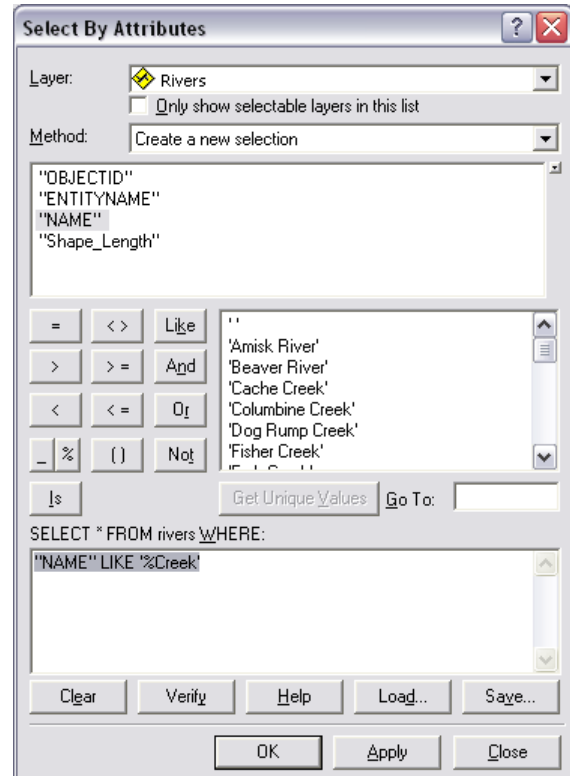 Select By Attributes
?
Layer: Rivers
Only show selectable layers in this list
Method: Create a new selection
"OBJECTID"
"ENTITYNAME"
"NAME"
"Shape_Length"
= < > Like
> > = And
< < = Or
_ % ( ) Not
Is
' '
'Amisk River'
'Beaver River'
'Cache Creek'
'Columbine Creek'
'Dog Rump Creek'
'Fisher Creek'
Get Unique Values Go To:
SELECT * FROM rivers WHERE:
"NAME" LIKE '%Creek'
Clear Verify Help Load... Save...
OK Apply Close